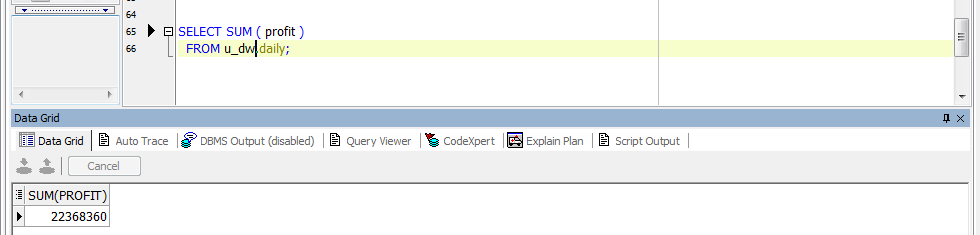 64
65 SELECT SUM ( profit )
66 FROM u_dw.daily;
Data Grid
Data Grid Auto Trace DBMS Output (disabled) Query Viewer CodeXpert Explain Plan Script Output
Cancel
SUM(PROFIT)
22368360